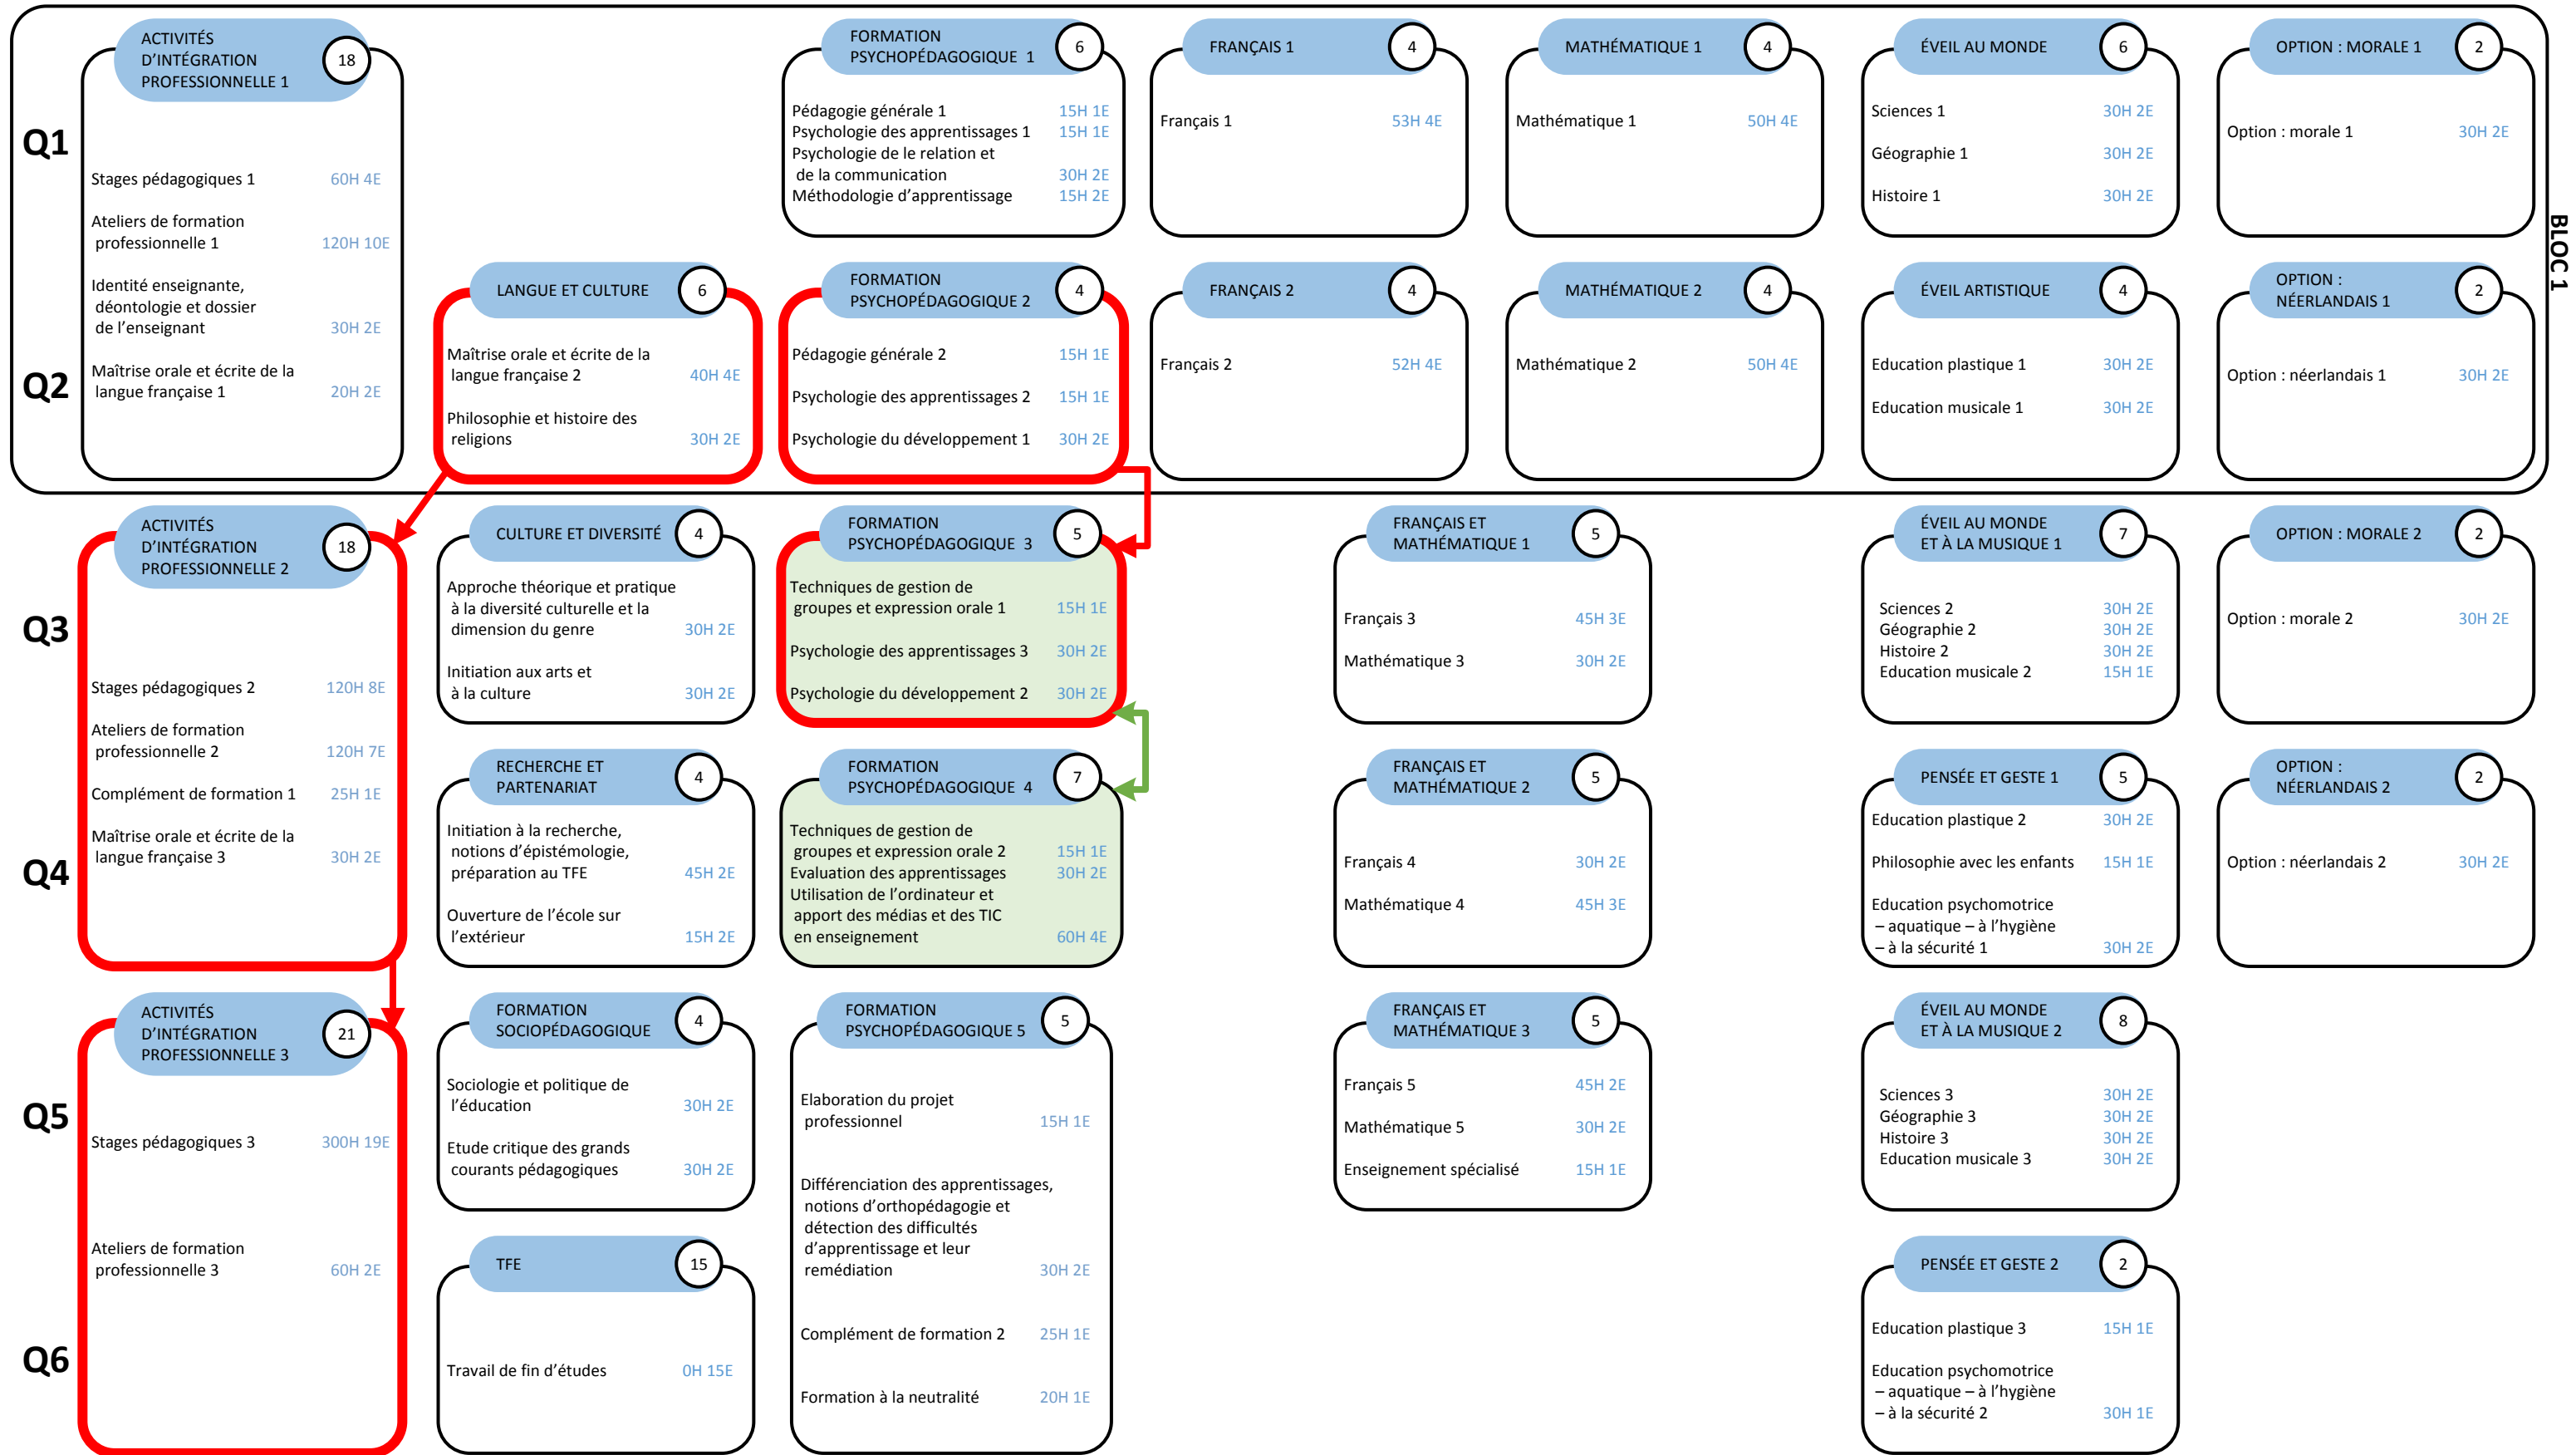 ACTIVITÉS
D’INTÉGRATION
PROFESSIONNELLE 1
18
Stages pédagogiques 1 60H 4E
Ateliers de formation
professionnelle 1 120H 10E
Identité enseignante,
déontologie et dossier
de l’enseignant 30H 2E
Maîtrise orale et écrite de la
langue française 1 20H 2E
Q1
FORMATION
PSYCHOPÉDAGOGIQUE 1
6
Pédagogie générale 1 15H 1E
Psychologie des apprentissages 1 15H 1E
Psychologie de le relation et
de la communication 30H 2E
Méthodologie d’apprentissage 15H 2E
FRANÇAIS 1 4
Français 1 53H 4E
MATHÉMATIQUE 1 4
Mathématique 1 50H 4E
ÉVEIL AU MONDE 6
Sciences 1 30H 2E
Géographie 1 30H 2E
Histoire 1 30H 2E
OPTION : MORALE 1 2
Option : morale 1 30H 2E
BLOC 1
Q2
LANGUE ET CULTURE 6
Maîtrise orale et écrite de la
langue française 2 40H 4E
Philosophie et histoire des
religions 30H 2E
FORMATION
PSYCHOPÉDAGOGIQUE 2
4
Pédagogie générale 2 15H 1E
Psychologie des apprentissages 2 15H 1E
Psychologie du développement 1 30H 2E
FRANÇAIS 2 4
Français 2 52H 4E
MATHÉMATIQUE 2 4
Mathématique 2 50H 4E
ÉVEIL ARTISTIQUE 4
Education plastique 1 30H 2E
Education musicale 1 30H 2E
OPTION :
NÉERLANDAIS 1
2
Option : néerlandais 1 30H 2E
ACTIVITÉS
D’INTÉGRATION
PROFESSIONNELLE 2
18
Stages pédagogiques 2 120H 8E
Ateliers de formation
professionnelle 2 120H 7E
Complément de formation 1 25H 1E
Maîtrise orale et écrite de la
langue française 3 30H 2E
Q3
CULTURE ET DIVERSITÉ 4
Approche théorique et pratique
à la diversité culturelle et la
dimension du genre 30H 2E
Initiation aux arts et
à la culture 30H 2E
FORMATION
PSYCHOPÉDAGOGIQUE 3
5
Techniques de gestion de
groupes et expression orale 1 15H 1E
Psychologie des apprentissages 3 30H 2E
Psychologie du développement 2 30H 2E
FRANÇAIS ET
MATHÉMATIQUE 1
5
Français 3 45H 3E
Mathématique 3 30H 2E
ÉVEIL AU MONDE
ET À LA MUSIQUE 1
7
Sciences 2 30H 2E
Géographie 2 30H 2E
Histoire 2 30H 2E
Education musicale 2 15H 1E
OPTION : MORALE 2 2
Option : morale 2 30H 2E
Q4
RECHERCHE ET
PARTENARIAT
4
Initiation à la recherche,
notions d’épistémologie,
préparation au TFE 45H 2E
Ouverture de l’école sur
l’extérieur 15H 2E
FORMATION
PSYCHOPÉDAGOGIQUE 4
7
Techniques de gestion de
groupes et expression orale 2 15H 1E
Evaluation des apprentissages 30H 2E
Utilisation de l’ordinateur et
apport des médias et des TIC
en enseignement 60H 4E
FRANÇAIS ET
MATHÉMATIQUE 2
5
Français 4 30H 2E
Mathématique 4 45H 3E
PENSÉE ET GESTE 1 5
Education plastique 2 30H 2E
Philosophie avec les enfants 15H 1E
Education psychomotrice
– aquatique – à l’hygiène
– à la sécurité 1 30H 2E
OPTION :
NÉERLANDAIS 2
2
Option : néerlandais 2 30H 2E
ACTIVITÉS
D’INTÉGRATION
PROFESSIONNELLE 3
21
Stages pédagogiques 3 300H 19E
Ateliers de formation
professionnelle 3 60H 2E
Q5
FORMATION
SOCIOPÉDAGOGIQUE
4
Sociologie et politique de
l’éducation 30H 2E
Etude critique des grands
courants pédagogiques 30H 2E
FORMATION
PSYCHOPÉDAGOGIQUE 5
5
Elaboration du projet
professionnel 15H 1E
Différenciation des apprentissages,
notions d’orthopédagogie et
détection des difficultés
d’apprentissage et leur
remédiation 30H 2E
Complément de formation 2 25H 1E
Formation à la neutralité 20H 1E
FRANÇAIS ET
MATHÉMATIQUE 3
5
Français 5 45H 2E
Mathématique 5 30H 2E
Enseignement spécialisé 15H 1E
ÉVEIL AU MONDE
ET À LA MUSIQUE 2
8
Sciences 3 30H 2E
Géographie 3 30H 2E
Histoire 3 30H 2E
Education musicale 3 30H 2E
Q6
TFE 15
Travail de fin d’études 0H 15E
PENSÉE ET GESTE 2 2
Education plastique 3 15H 1E
Education psychomotrice
– aquatique – à l’hygiène
– à la sécurité 2 30H 1E